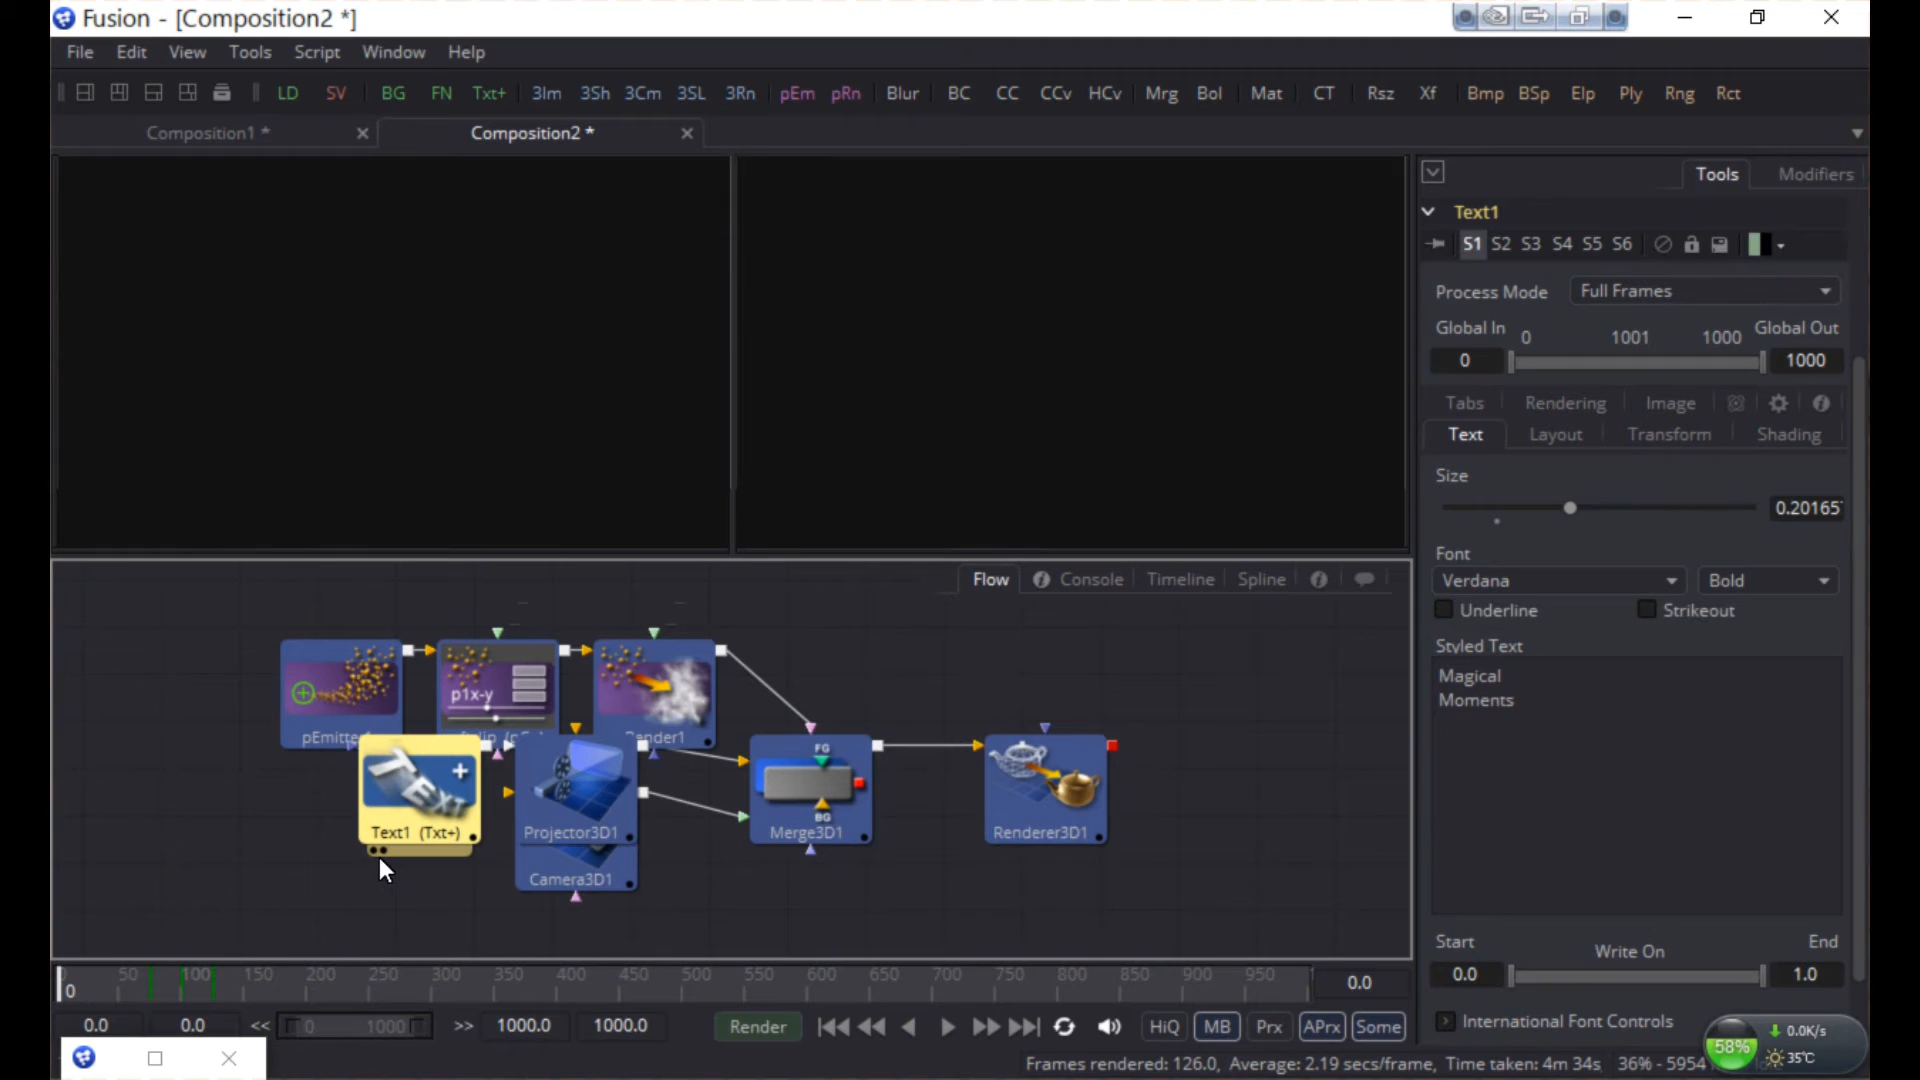 Fusion - [Composition2 *]
File Edit View Tools Script Window Help
LD SV BG FN Txt+ 3Im 3Sh 3Cm 3SL 3Rn pEm pRn Blur BC CC CCv HCv Mrg Bol Mat CT Rsz Xf Bmp BSp Elp Ply Rng Rct
Composition1 * Composition2 *
Tools Modifiers
Text1
S1 S2 S3 S4 S5 S6
Process Mode Full Frames
Global In 0 1001 1000 Global Out
0 1000
Tabs Rendering Image
Text Layout Transform Shading
Size
0.20165
Font
Verdana Bold
Underline Strikeout
Styled Text
Magical
Moments
Start Write On End
0.0 1.0
International Font Controls
Flow Console Timeline Spline
p1x-y
Text
FG
BG
Text1 (Txt+) Projector3D1 Merge3D1 Renderer3D1
Camera3D1
0 50 100 150 200 250 300 350 400 450 500 550 600 650 700 750 800 850 900 950 0.0
0.0 0.0 << 0 1000 >> 1000.0 1000.0 Render HiQ MB Prx APrx Some
Frames rendered: 126.0, Average: 2.19 secs/frame, Time taken: 4m 34s 36% - 5954
58% 0.0K/s
35℃